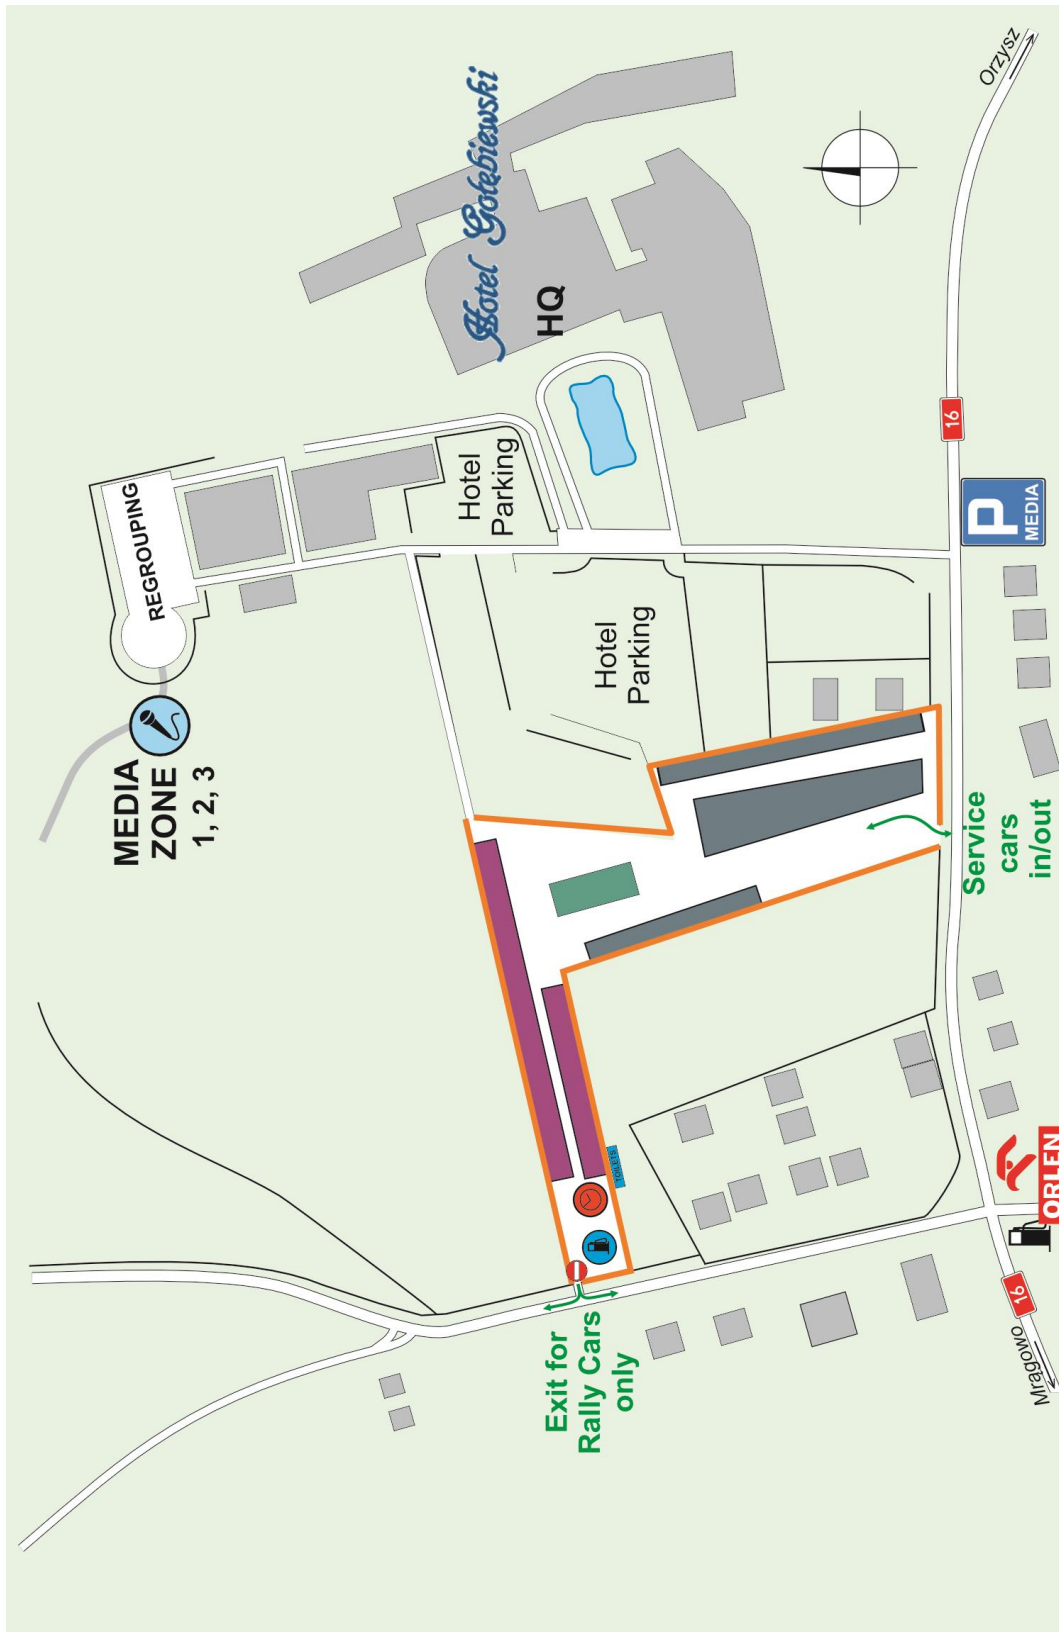 MEDIA
ZONE
1, 2, 3
REGROUPING
Hotel Gołębiewski
HQ
Hotel
Parking
Hotel
Parking
Exit for
Rally Cars
only
TOILETS
Service
cars
in/out
P
MEDIA
16
Orzysz
16
Mrągowo
ORLEN